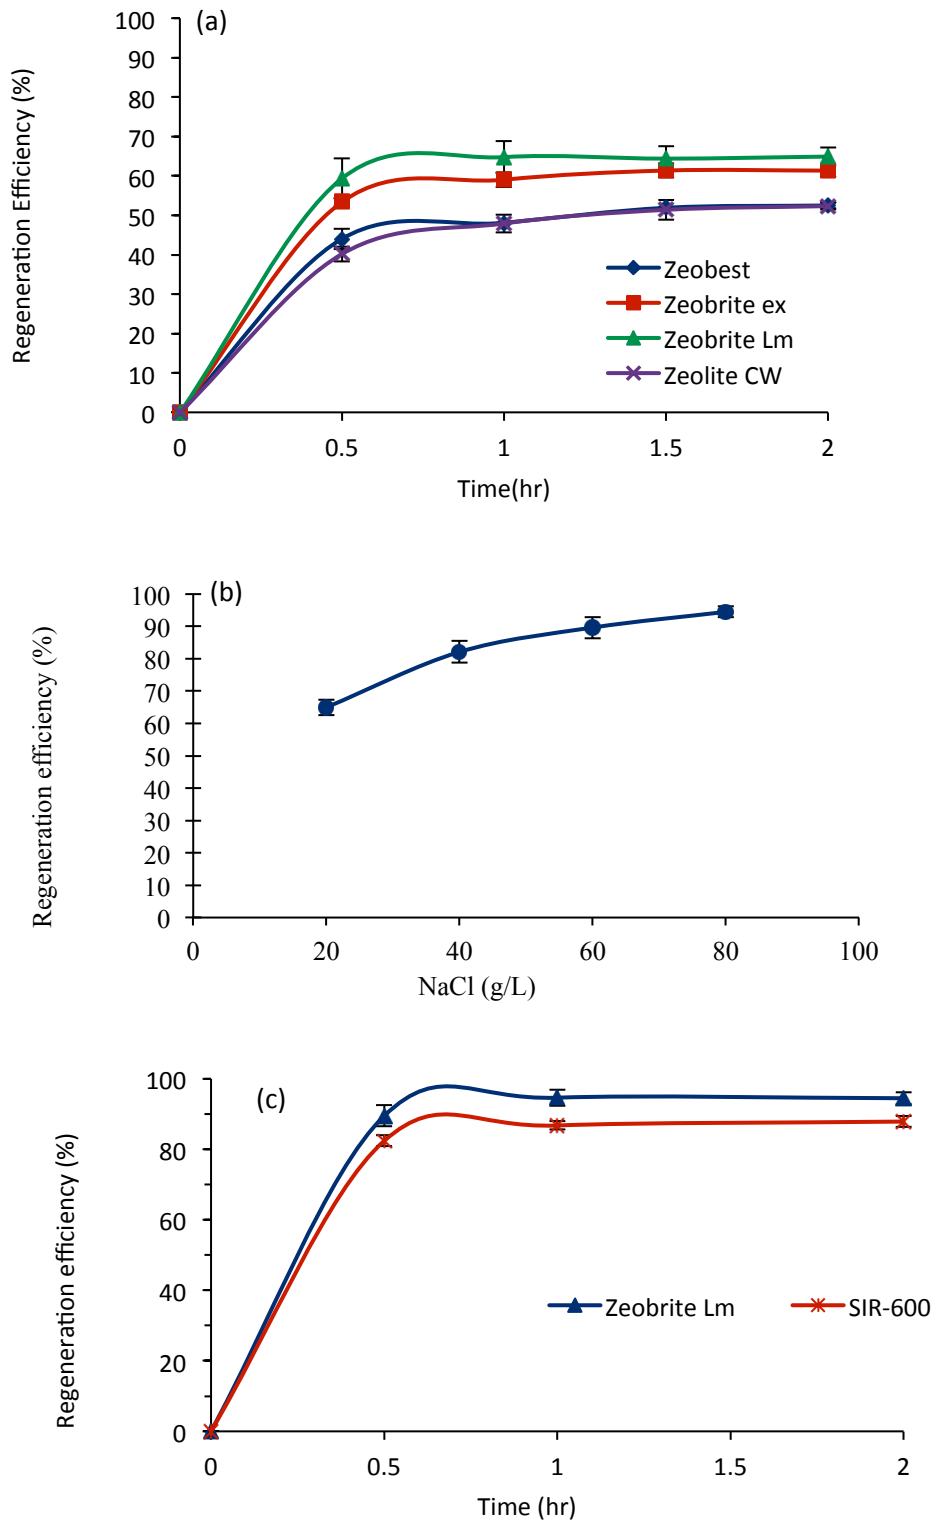 (a)
Regeneration Efficiency (%)
100
90
80
70
60
50
40
30
20
10
0
Zeobest
Zeobrite ex
Zeobrite Lm
Zeolite CW
0 0.5 1 1.5 2
Time(hr)
(b)
Regeneration efficiency (%)
100
90
80
70
60
50
40
30
20
10
0
0 20 40 60 80 100
NaCl (g/L)
(c)
Regeneration efficiency (%)
100
80
60
40
20
0
Zeobrite Lm SIR-600
0 0.5 1 1.5 2
Time (hr)